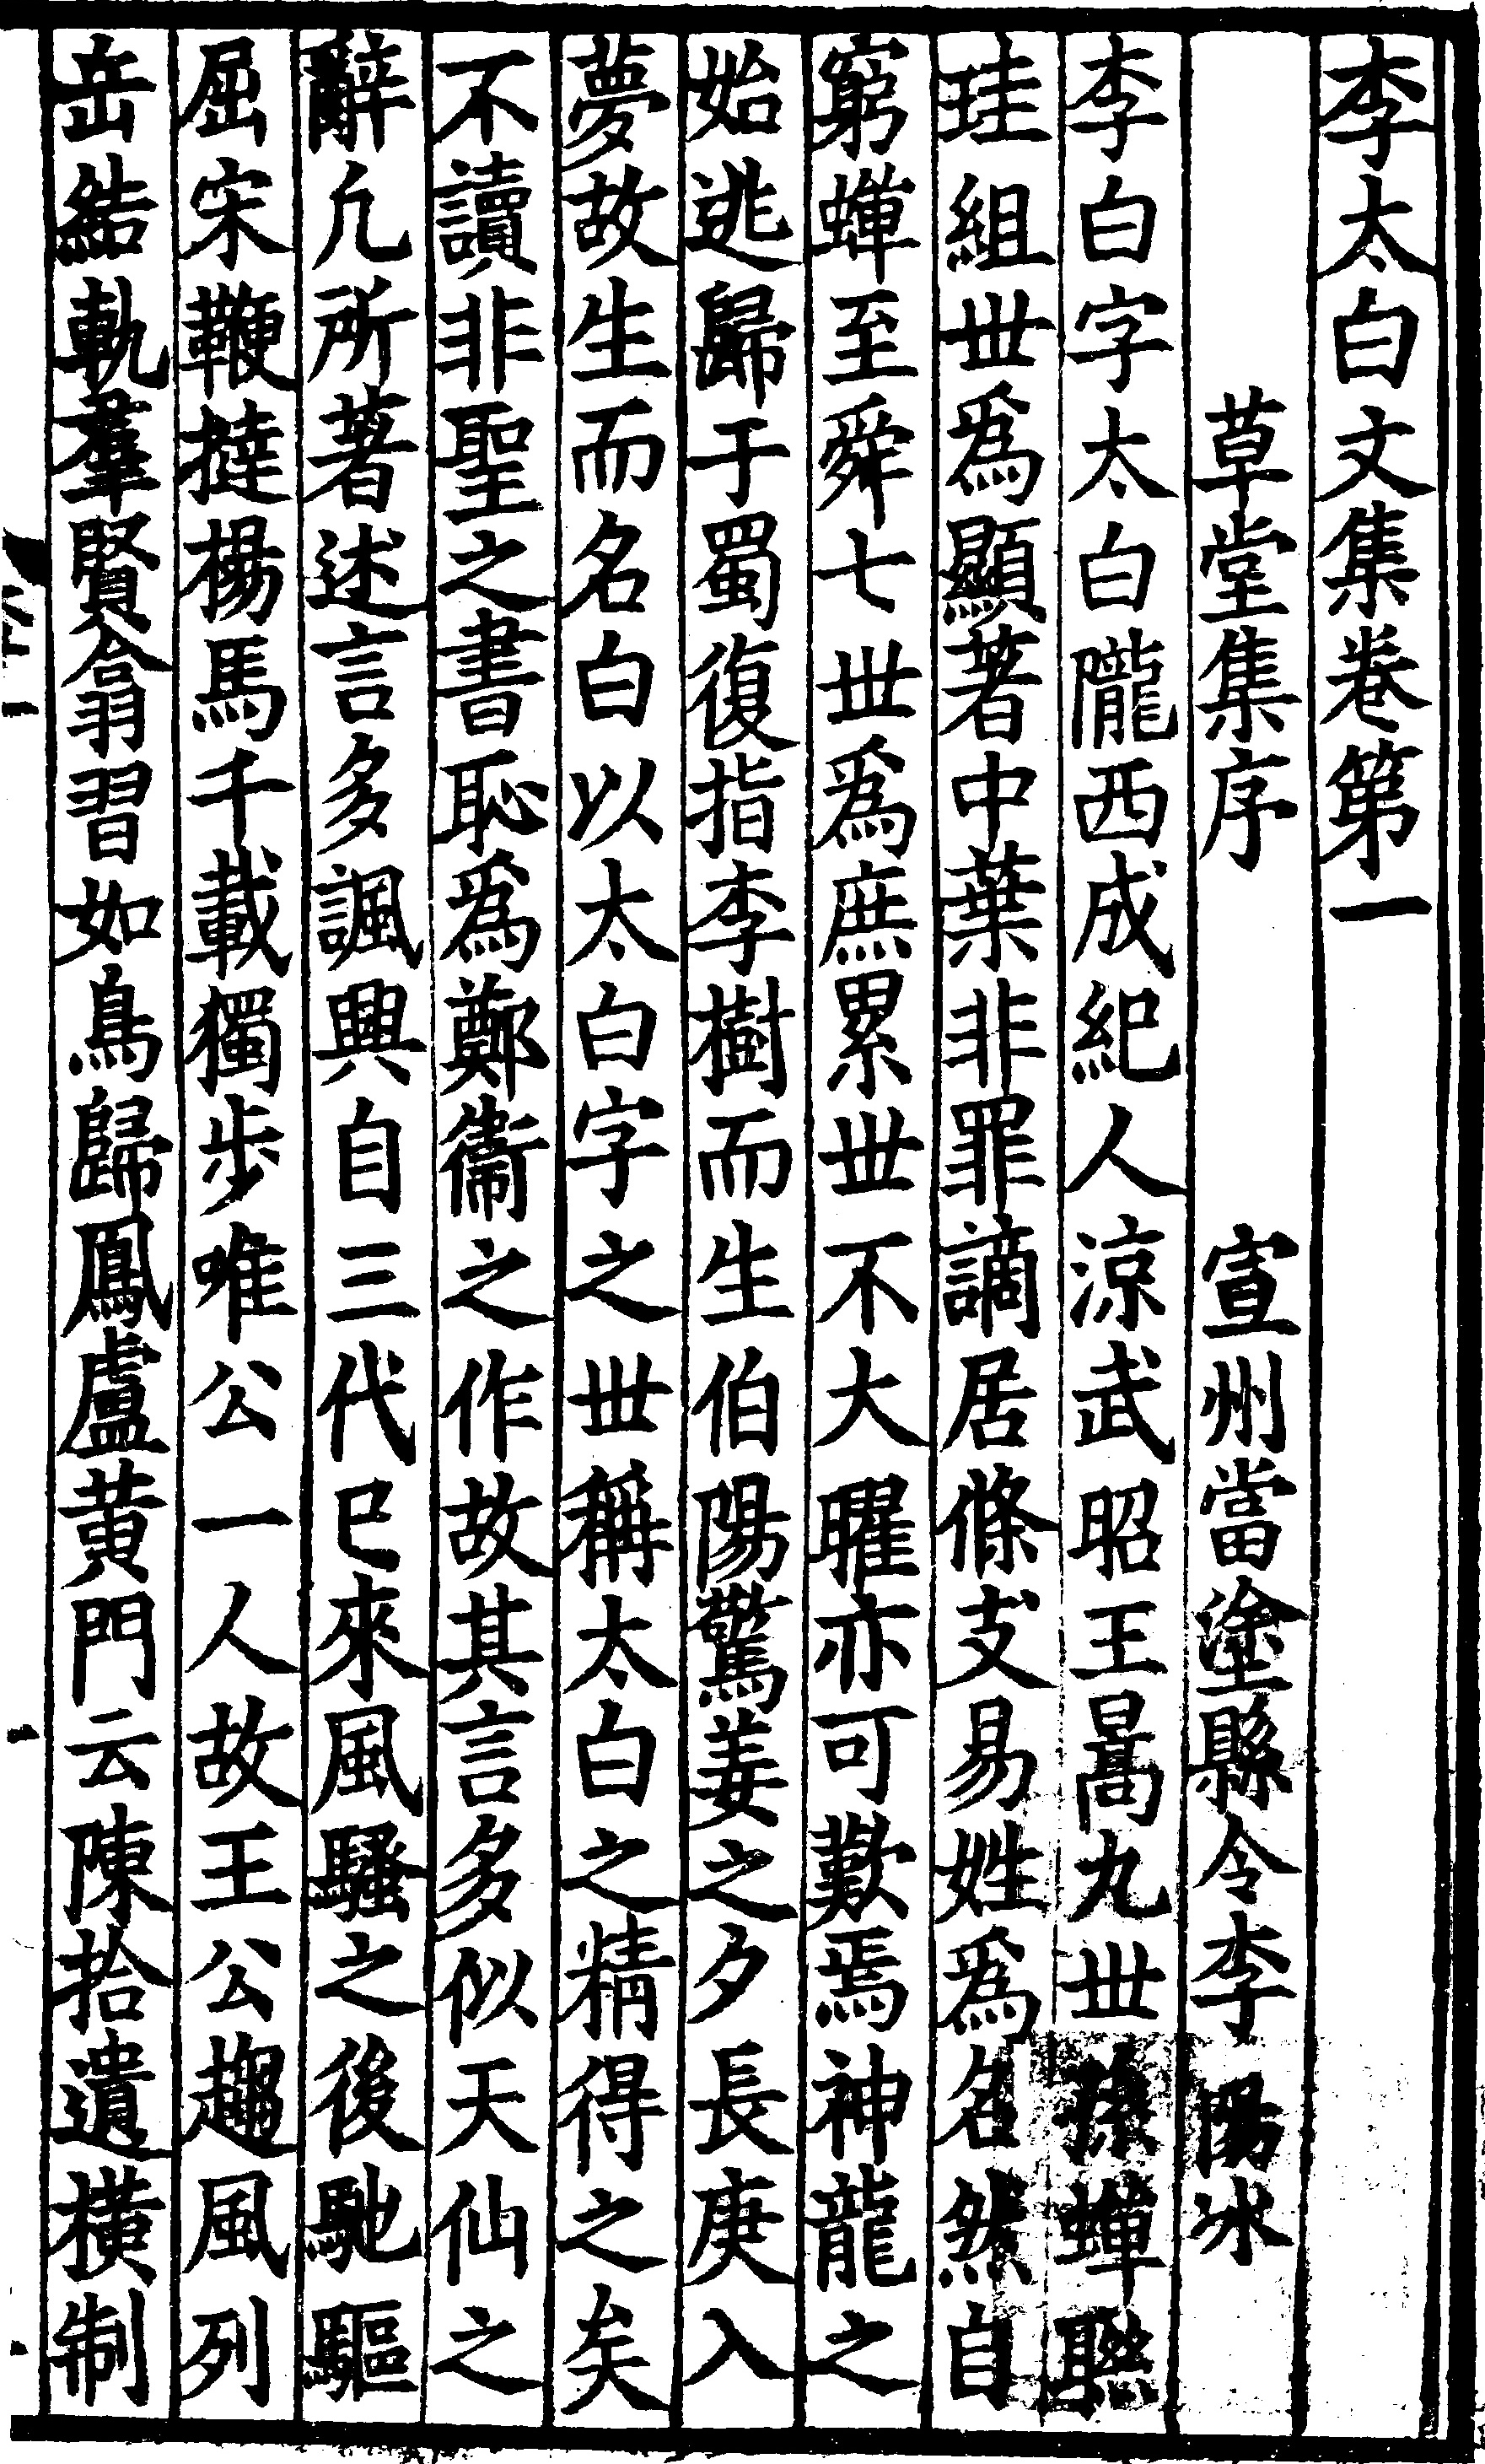 李太白文集卷第一
草堂集序　宣州當塗縣令李陽冰
李白字太白隴西成紀人涼武昭王暠九丗孫蟬聯
珪組丗爲顯著中葉非罪謫居條支易姓爲名然自
窮蟬至舜七丗爲庶累丗不大曜亦可歎焉神龍之
始逃歸于蜀復指李樹而生伯陽驚姜之夕長庚入
夢故生而名白以太白字之丗稱太白之精得之矣
不讀非聖之書恥爲鄭衞之作故其言多似天仙之
辭凢所著述言多諷興自三代已來風騷之後馳驅
屈宋鞭撻楊馬千載獨步唯公一人故王公趨風列
岳結軌羣賢翕習如鳥歸鳳盧黄門云陳拾遺橫制